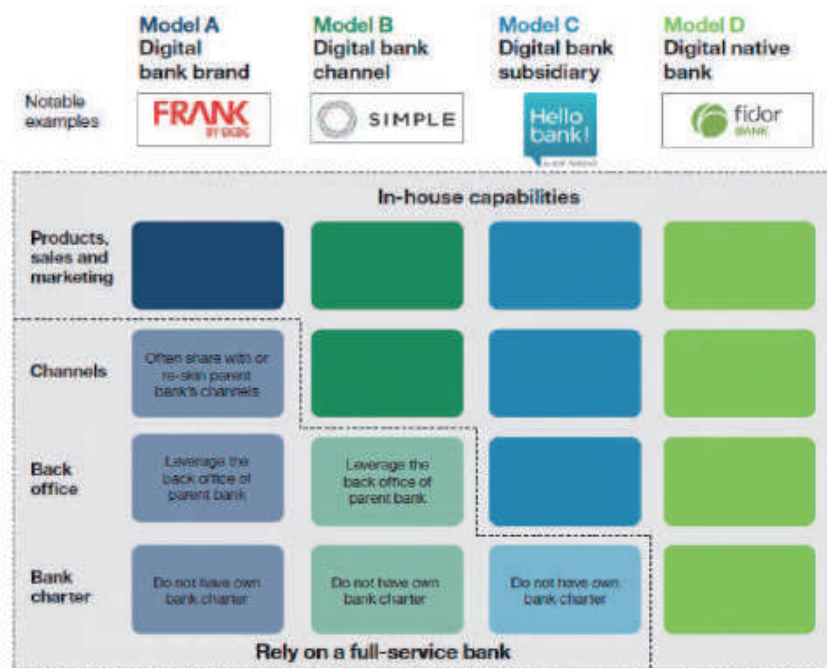 Model A
Digital
bank brand
Model B
Digital bank
channel
Model C
Digital bank
subsidiary
Model D
Digital native
bank
Notable
examples
FRANK
BY OCBC
SIMPLE
Hello
bank!
fidor
BANK
In-house capabilities
Products,
sales and
marketing
Channels
Often share with or
re-skin parent
bank's channels
Back
office
Leverage the
back office of
parent bank
Leverage the
back office of
parent bank
Bank
charter
Do not have own
bank charter
Do not have own
bank charter
Do not have own
bank charter
Rely on a full-service bank